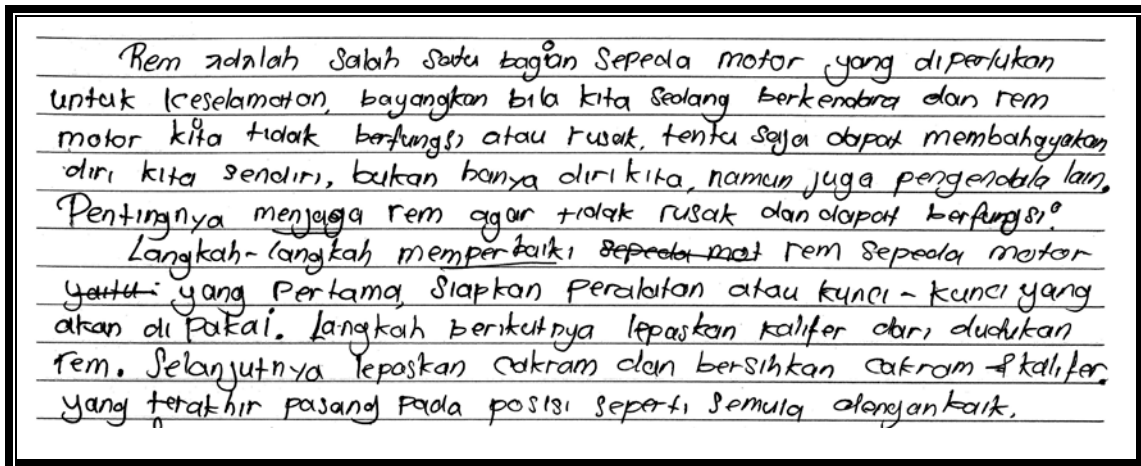 Rem adalah salah satu bagian sepeda motor yang diperlukan
untuk keselamatan, bayangkan bila kita sedang berkendara dan rem
motor kita tidak berfungsi atau rusak, tentu saja dapat membahayakan
diri kita sendiri, bukan hanya diri kita, namun juga pengendala lain.
Pentingnya menjaga rem agar tidak rusak dan dapat berfungsi.
Langkah-langkah memperbaiki sepeda mot rem sepeda motor
yaitu: yang pertama, siapkan peralatan atau kunci-kunci yang
akan di pakai. Langkah berikutnya lepaskan kalifer dari dudukan
rem. Selanjutnya lepaskan cakram dan bersihkan cakram & kalifer.
yang terakhir pasang pada posisi seperti semula dengan baik.